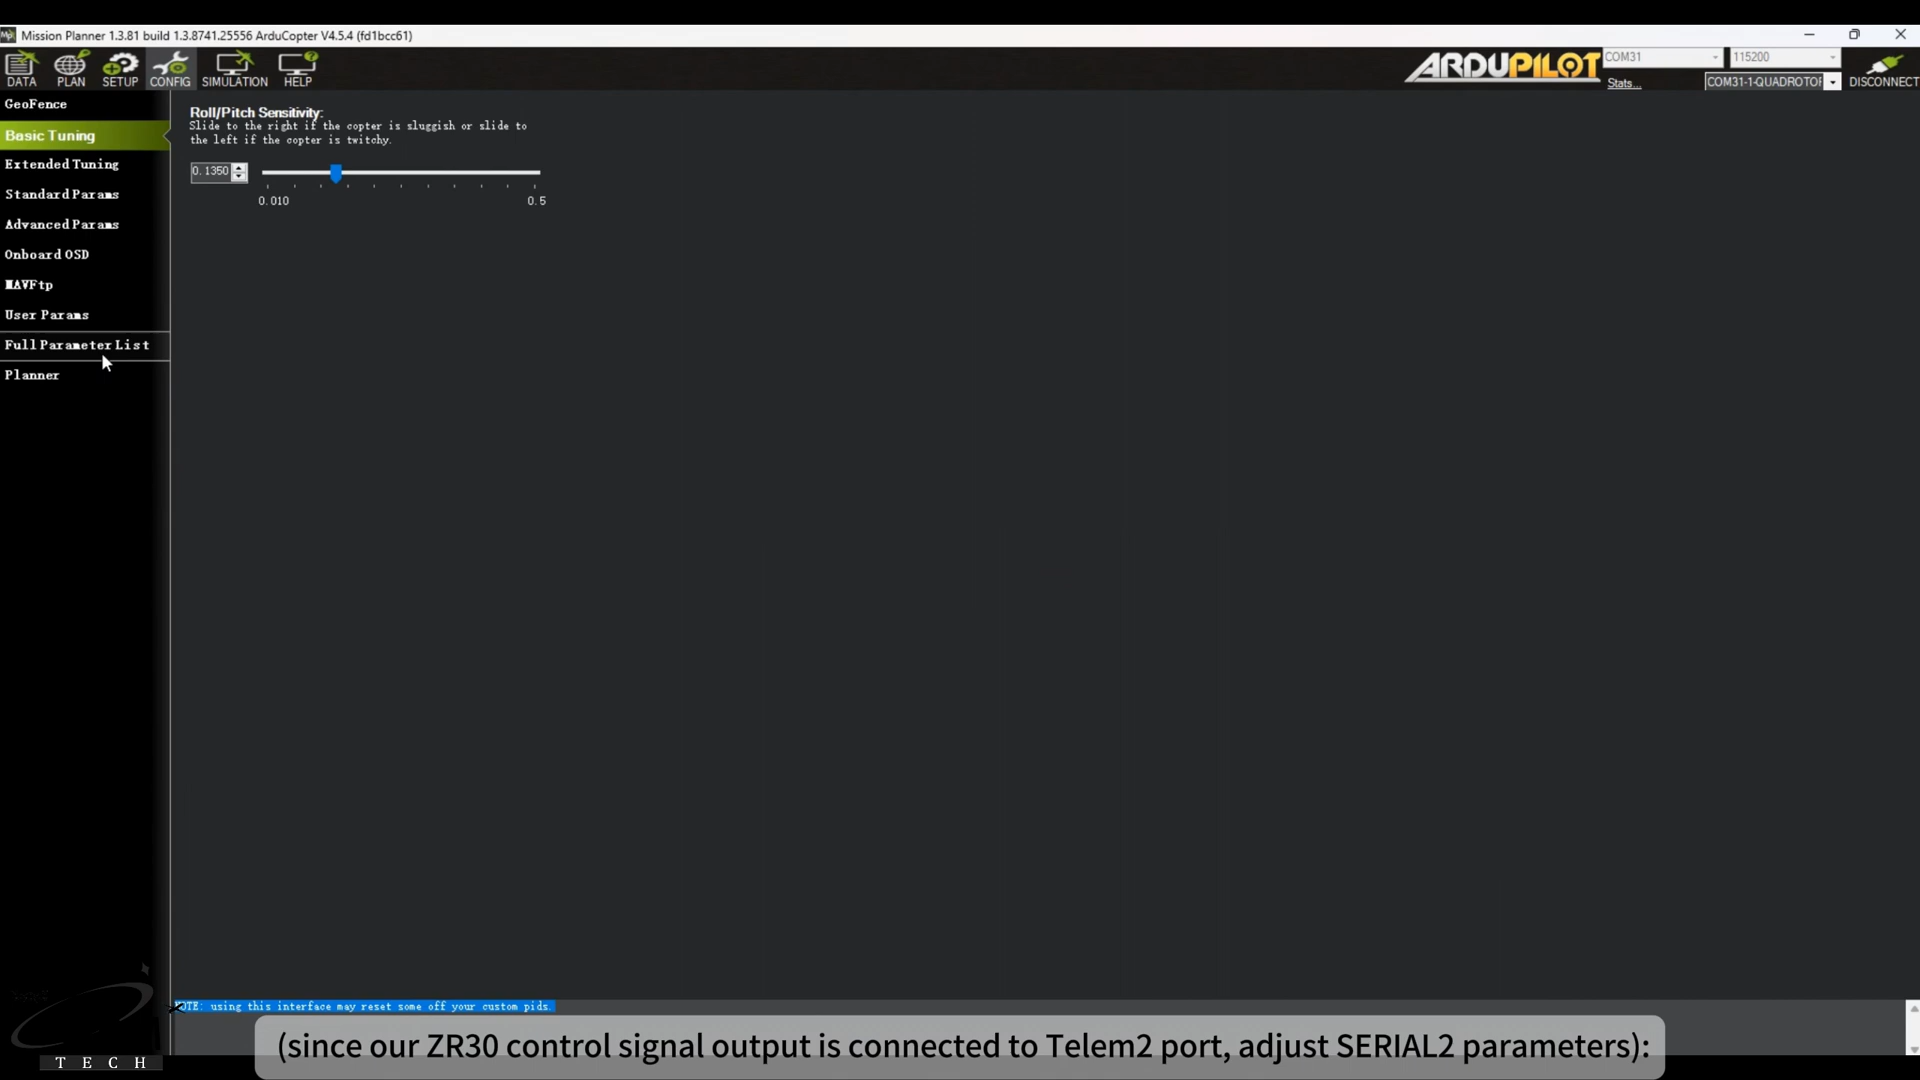 Mission Planner 1.3.81 build 1.3.8741.25556 ArduCopter V4.5.4 (fd1bcc61)
DATA PLAN SETUP CONFIG SIMULATION HELP
ARDUPILOT
COM31 115200
Stats...
COM31-1-QUADROTOR DISCONNECT
GeoFence
Basic Tuning
Extended Tuning
Standard Params
Advanced Params
Onboard OSD
MAVFtp
User Params
Full Parameter List
Planner
Roll/Pitch Sensitivity:
Slide to the right if the copter is sluggish or slide to
the left if the copter is twitchy.
0.1350
0.010 0.5
NOTE: using this interface may reset some off your custom pids.
(since our ZR30 control signal output is connected to Telem2 port, adjust SERIAL2 parameters):
TECH